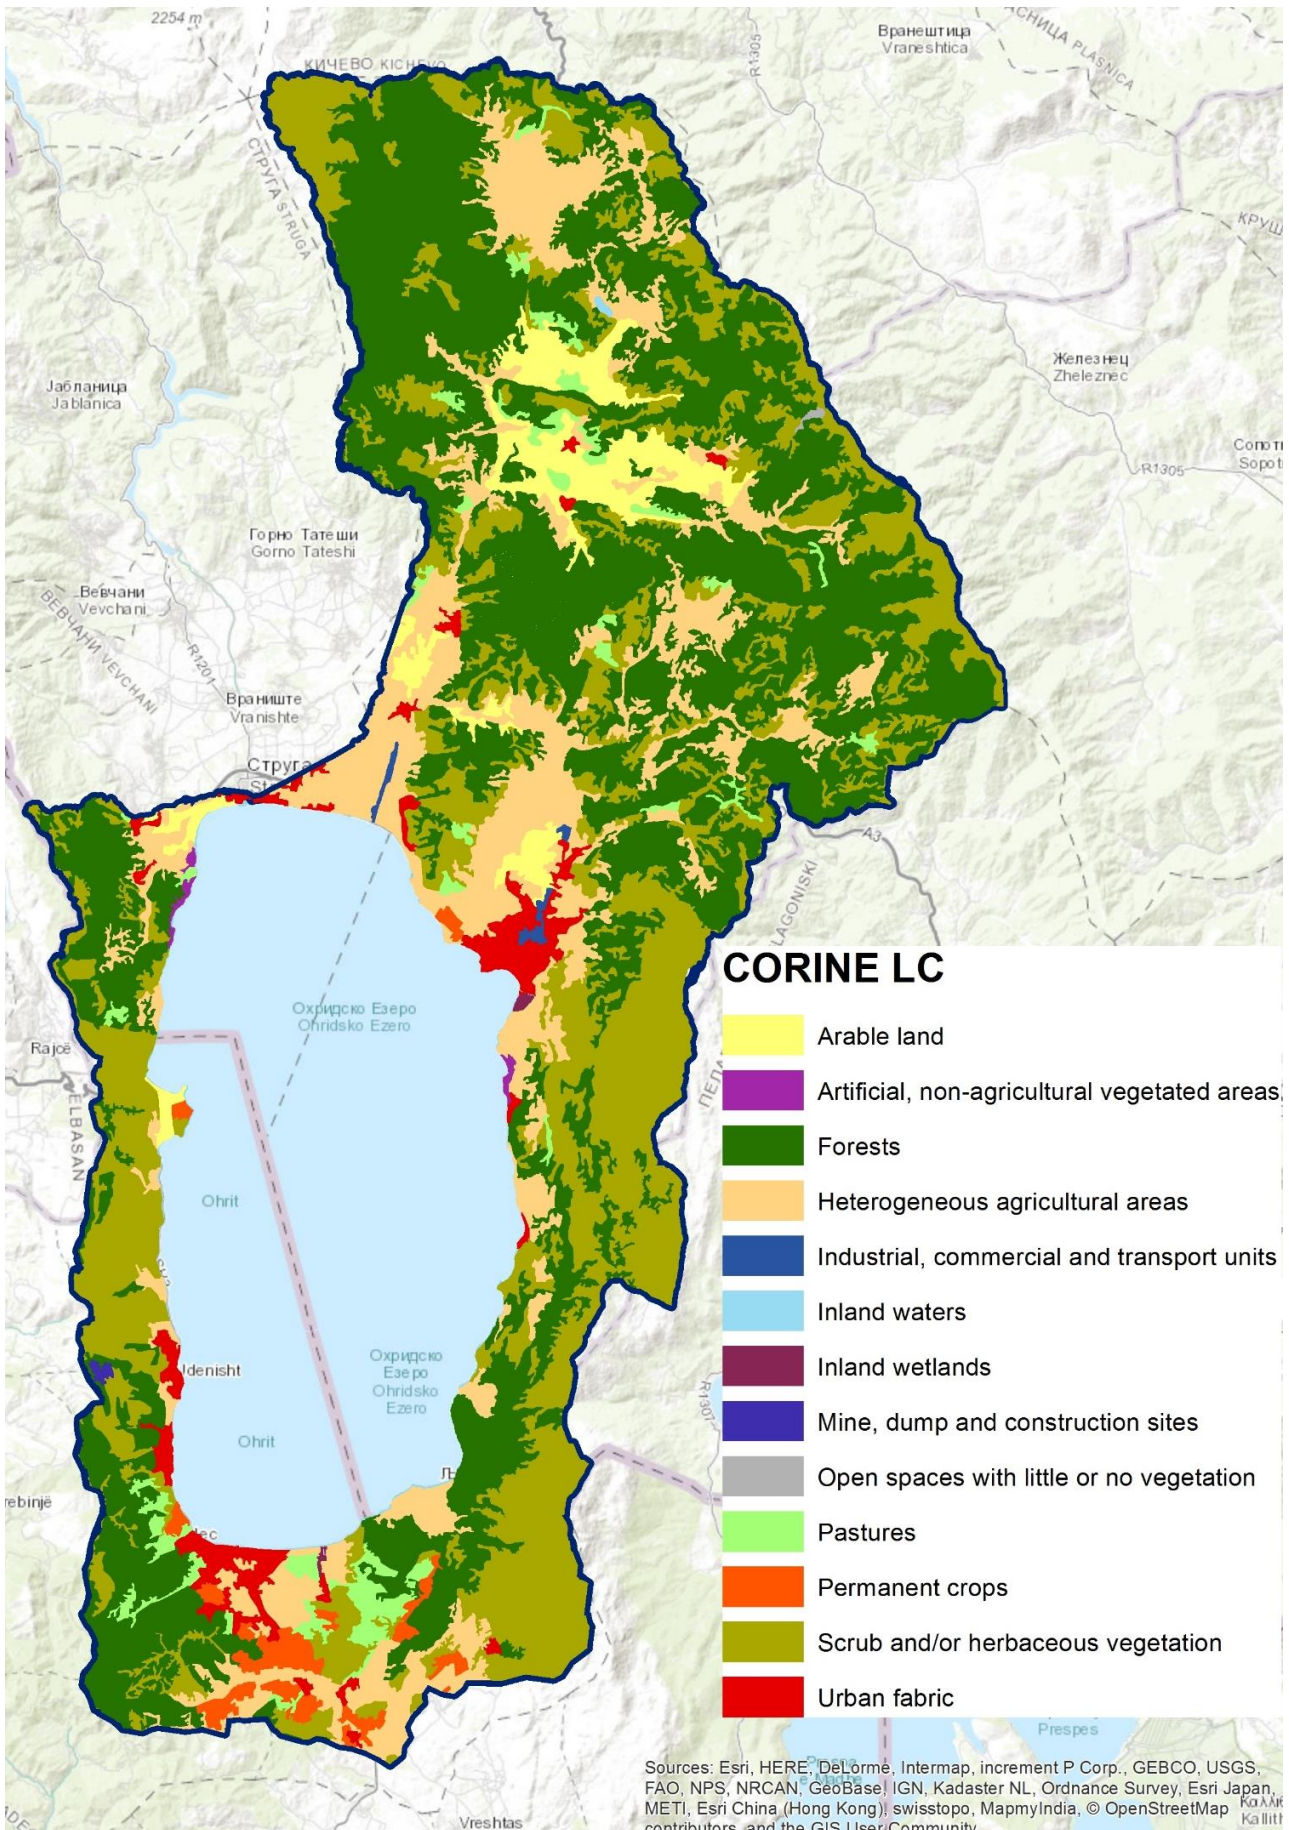 2254 m
КИЧЕВО KICHEVO
R1305
Вранештица
Vraneshtica
PLASNICA
СТРУГА STRUGA
КРУШ
Јабланица
Jablanica
Железнец
Zheleznec
R1305
Сопот
Sopot
Горно Татеши
Gorno Tateshi
Вевчани
Vevchani
ВЕВЧАНИ VEVCHANI
R1201
Враниште
Vranishte
Струга
A3
PLAGONISKI
Охридско Езеро
Ohridsko Ezero
Rajcë
ELBASAN
Ohrit
Охридско
Езеро
Ohridsko
Ezero
Udenisht
Ohrit
R1307
rebinjë
lec
Vreshtas
CORINE LC
Arable land
Artificial, non-agricultural vegetated areas
Forests
Heterogeneous agricultural areas
Industrial, commercial and transport units
Inland waters
Inland wetlands
Mine, dump and construction sites
Open spaces with little or no vegetation
Pastures
Permanent crops
Scrub and/or herbaceous vegetation
Urban fabric
Prespes
Sources: Esri, HERE, DeLorme, Intermap, increment P Corp., GEBCO, USGS,
FAO, NPS, NRCAN, GeoBase, IGN, Kadaster NL, Ordnance Survey, Esri Japan,
METI, Esri China (Hong Kong), swisstopo, MapmyIndia, © OpenStreetMap
contributors, and the GIS User Community
Kallith